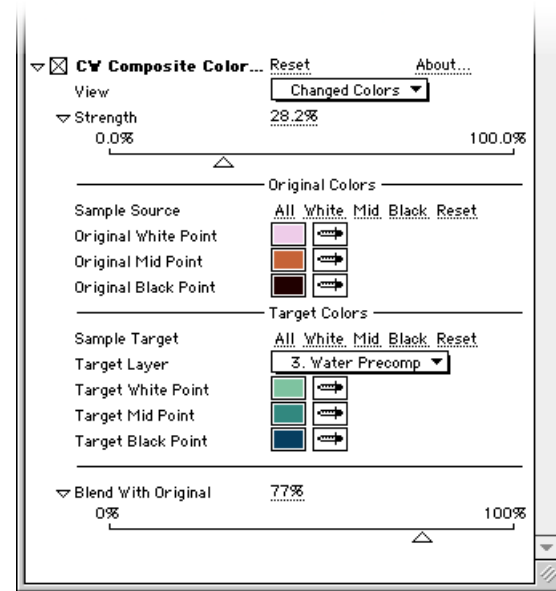 C¥ Composite Color... Reset About...
View Changed Colors
Strength 28.2%
0.0% 100.0%
Original Colors
Sample Source All White Mid Black Reset
Original White Point
Original Mid Point
Original Black Point
Target Colors
Sample Target All White Mid Black Reset
Target Layer 3. Water Precomp
Target White Point
Target Mid Point
Target Black Point
Blend With Original 77%
0% 100%